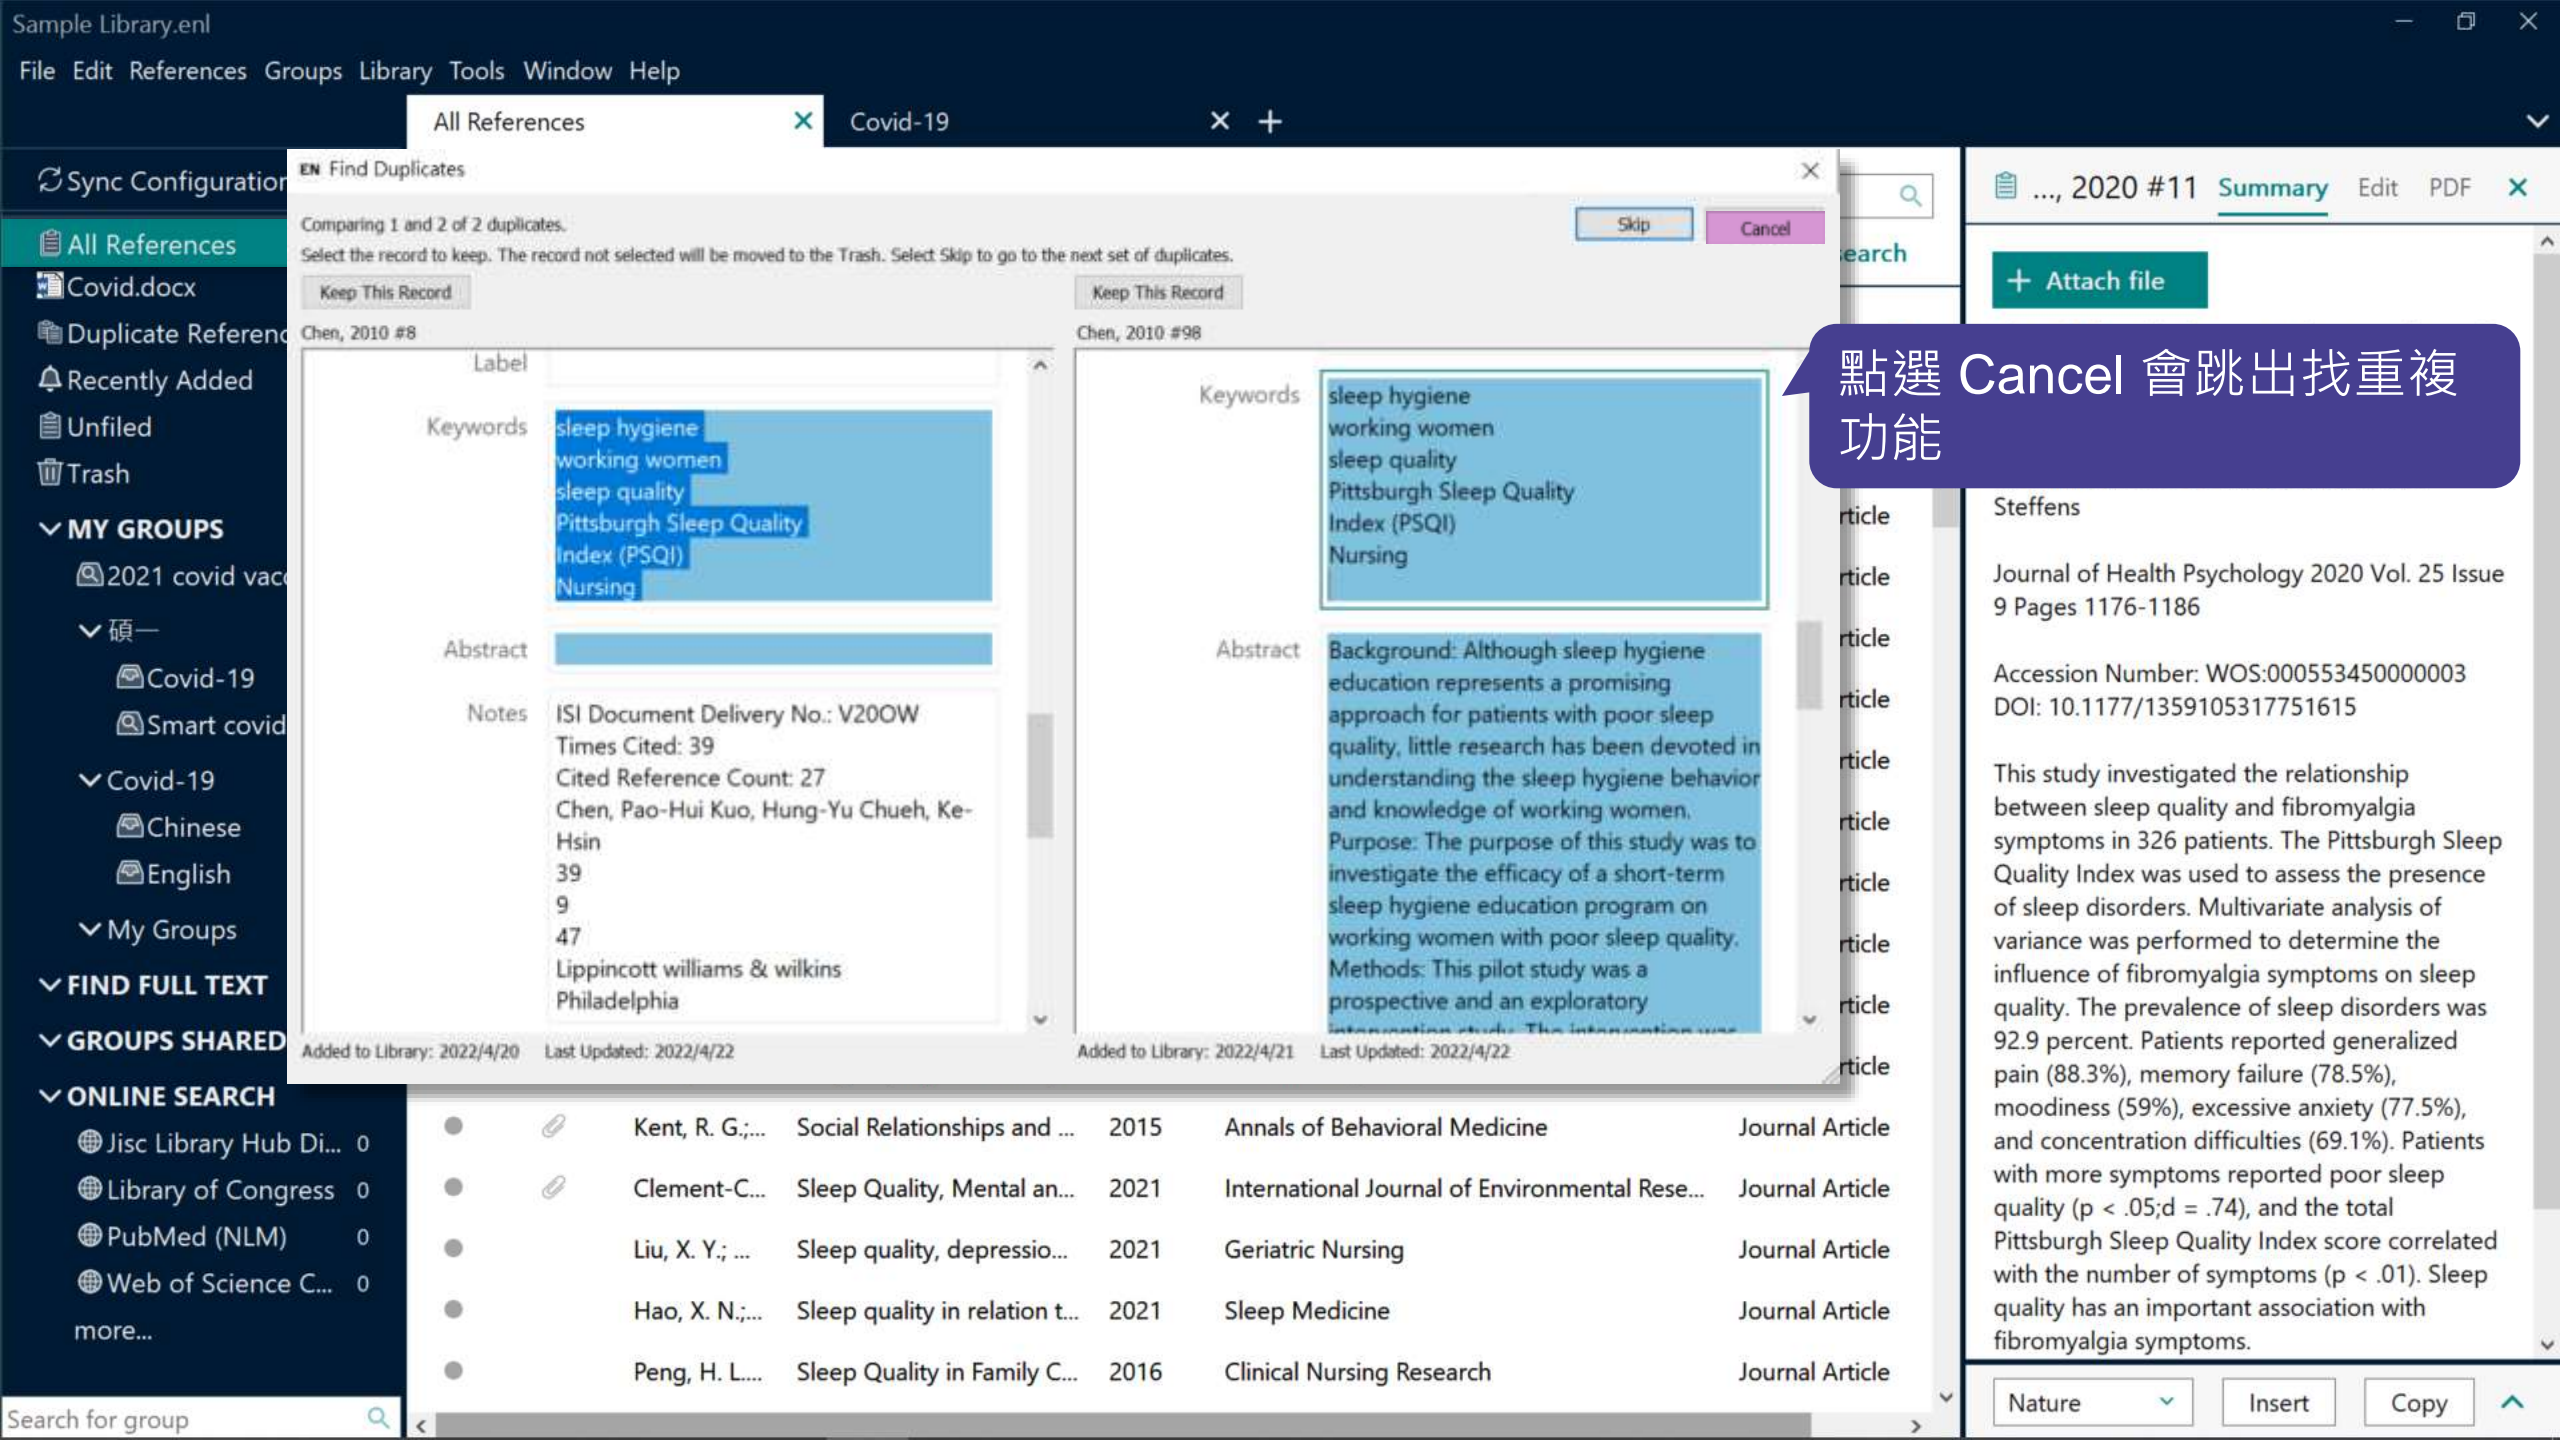 Sample Library.enl
File Edit References Groups Library Tools Window Help
All References
Covid-19
Sync Configuration
All References
Covid.docx
Duplicate Referenc
Recently Added
Unfiled
Trash
MY GROUPS
2021 covid vacc
碩一
Covid-19
Smart covid
Covid-19
Chinese
English
My Groups
FIND FULL TEXT
GROUPS SHARED
ONLINE SEARCH
Jisc Library Hub Di... 0
Library of Congress 0
PubMed (NLM) 0
Web of Science C... 0
more...
Search for group
EN Find Duplicates
Comparing 1 and 2 of 2 duplicates.
Skip
Cancel
Select the record to keep. The record not selected will be moved to the Trash. Select Skip to go to the next set of duplicates.
Keep This Record
Keep This Record
Chen, 2010 #8
Label
Keywords
sleep hygiene
working women
sleep quality
Pittsburgh Sleep Quality
Index (PSQI)
Nursing
Abstract
Notes
ISI Document Delivery No.: V20OW
Times Cited: 39
Cited Reference Count: 27
Chen, Pao-Hui Kuo, Hung-Yu Chueh, Ke-
Hsin
39
9
47
Lippincott williams & wilkins
Philadelphia
Added to Library: 2022/4/20 Last Updated: 2022/4/22
Chen, 2010 #98
Keywords
sleep hygiene
working women
sleep quality
Pittsburgh Sleep Quality
Index (PSQI)
Nursing
Abstract
Background: Although sleep hygiene
education represents a promising
approach for patients with poor sleep
quality, little research has been devoted in
understanding the sleep hygiene behavior
and knowledge of working women.
Purpose: The purpose of this study was to
investigate the efficacy of a short-term
sleep hygiene education program on
working women with poor sleep quality.
Methods: This pilot study was a
prospective and an exploratory
intervention study. The intervention was
Added to Library: 2022/4/21 Last Updated: 2022/4/22
earch
rticle
rticle
rticle
rticle
rticle
rticle
rticle
rticle
rticle
rticle
點選 Cancel 會跳出找重複
功能
Kent, R. G.;... Social Relationships and ... 2015 Annals of Behavioral Medicine Journal Article
Clement-C... Sleep Quality, Mental an... 2021 International Journal of Environmental Rese... Journal Article
Liu, X. Y.; ... Sleep quality, depressio... 2021 Geriatric Nursing Journal Article
Hao, X. N.;... Sleep quality in relation t... 2021 Sleep Medicine Journal Article
Peng, H. L.... Sleep Quality in Family C... 2016 Clinical Nursing Research Journal Article
..., 2020 #11 Summary Edit PDF
+ Attach file
Steffens
Journal of Health Psychology 2020 Vol. 25 Issue
9 Pages 1176-1186
Accession Number: WOS:000553450000003
DOI: 10.1177/1359105317751615
This study investigated the relationship
between sleep quality and fibromyalgia
symptoms in 326 patients. The Pittsburgh Sleep
Quality Index was used to assess the presence
of sleep disorders. Multivariate analysis of
variance was performed to determine the
influence of fibromyalgia symptoms on sleep
quality. The prevalence of sleep disorders was
92.9 percent. Patients reported generalized
pain (88.3%), memory failure (78.5%),
moodiness (59%), excessive anxiety (77.5%),
and concentration difficulties (69.1%). Patients
with more symptoms reported poor sleep
quality (p < .05;d = .74), and the total
Pittsburgh Sleep Quality Index score correlated
with the number of symptoms (p < .01). Sleep
quality has an important association with
fibromyalgia symptoms.
Nature
Insert
Copy